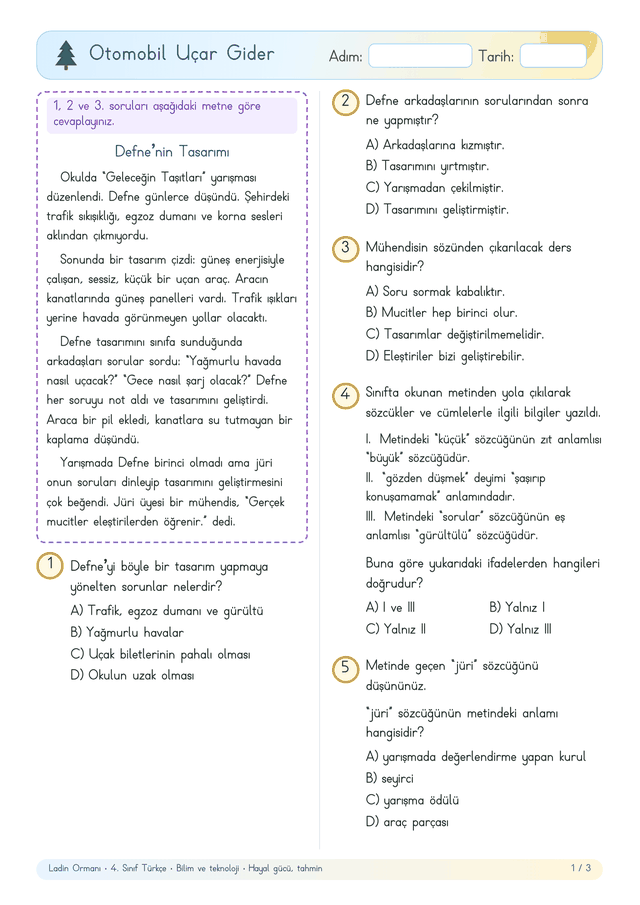 Otomobil Uçar Gider
Adım:
Tarih:
1, 2 ve 3. soruları aşağıdaki metne göre
cevaplayınız.
Defne'nin Tasarımı
Okulda "Geleceğin Taşıtları" yarışması
düzenlendi. Defne günlerce düşündü. Şehirdeki
trafik sıkışıklığı, egzoz dumanı ve korna sesleri
aklından çıkmıyordu.
Sonunda bir tasarım çizdi: güneş enerjisiyle
çalışan, sessiz, küçük bir uçan araç. Aracın
kanatlarında güneş panelleri vardı. Trafik ışıkları
yerine havada görünmeyen yollar olacaktı.
Defne tasarımını sınıfa sunduğunda
arkadaşları sorular sordu: "Yağmurlu havada
nasıl uçacak?" "Gece nasıl şarj olacak?" Defne
her soruyu not aldı ve tasarımını geliştirdi.
Araca bir pil ekledi, kanatlara su tutmayan bir
kaplama düşündü.
Yarışmada Defne birinci olmadı ama jüri
onun soruları dinleyip tasarımını geliştirmesini
çok beğendi. Jüri üyesi bir mühendis, "Gerçek
mucitler eleştirilerden öğrenir." dedi.
1
Defne'yi böyle bir tasarım yapmaya
yönelten sorunlar nelerdir?
A) Trafik, egzoz dumanı ve gürültü
B) Yağmurlu havalar
C) Uçak biletlerinin pahalı olması
D) Okulun uzak olması
2
Defne arkadaşlarının sorularından sonra
ne yapmıştır?
A) Arkadaşlarına kızmıştır.
B) Tasarımını yırtmıştır.
C) Yarışmadan çekilmiştir.
D) Tasarımını geliştirmiştir.
3
Mühendisin sözünden çıkarılacak ders
hangisidir?
A) Soru sormak kabalıktır.
B) Mucitler hep birinci olur.
C) Tasarımlar değiştirilmemelidir.
D) Eleştiriler bizi geliştirebilir.
4
Sınıfta okunan metinden yola çıkılarak
sözcükler ve cümlelerle ilgili bilgiler yazıldı.
I. Metindeki "küçük" sözcüğünün zıt anlamlısı
"büyük" sözcüğüdür.
II. "gözden düşmek" deyimi "şaşırıp
konuşamamak" anlamındadır.
III. Metindeki "sorular" sözcüğünün eş
anlamlısı "gürültülü" sözcüğüdür.
Buna göre yukarıdaki ifadelerden hangileri
doğrudur?
A) I ve III B) Yalnız I
C) Yalnız II D) Yalnız III
5
Metinde geçen "jüri" sözcüğünü
düşününüz.
"jüri" sözcüğünün metindeki anlamı
hangisidir?
A) yarışmada değerlendirme yapan kurul
B) seyirci
C) yarışma ödülü
D) araç parçası
Ladin Ormanı • 4. Sınıf Türkçe • Bilim ve teknoloji • Hayal gücü, tahmin
1 / 3